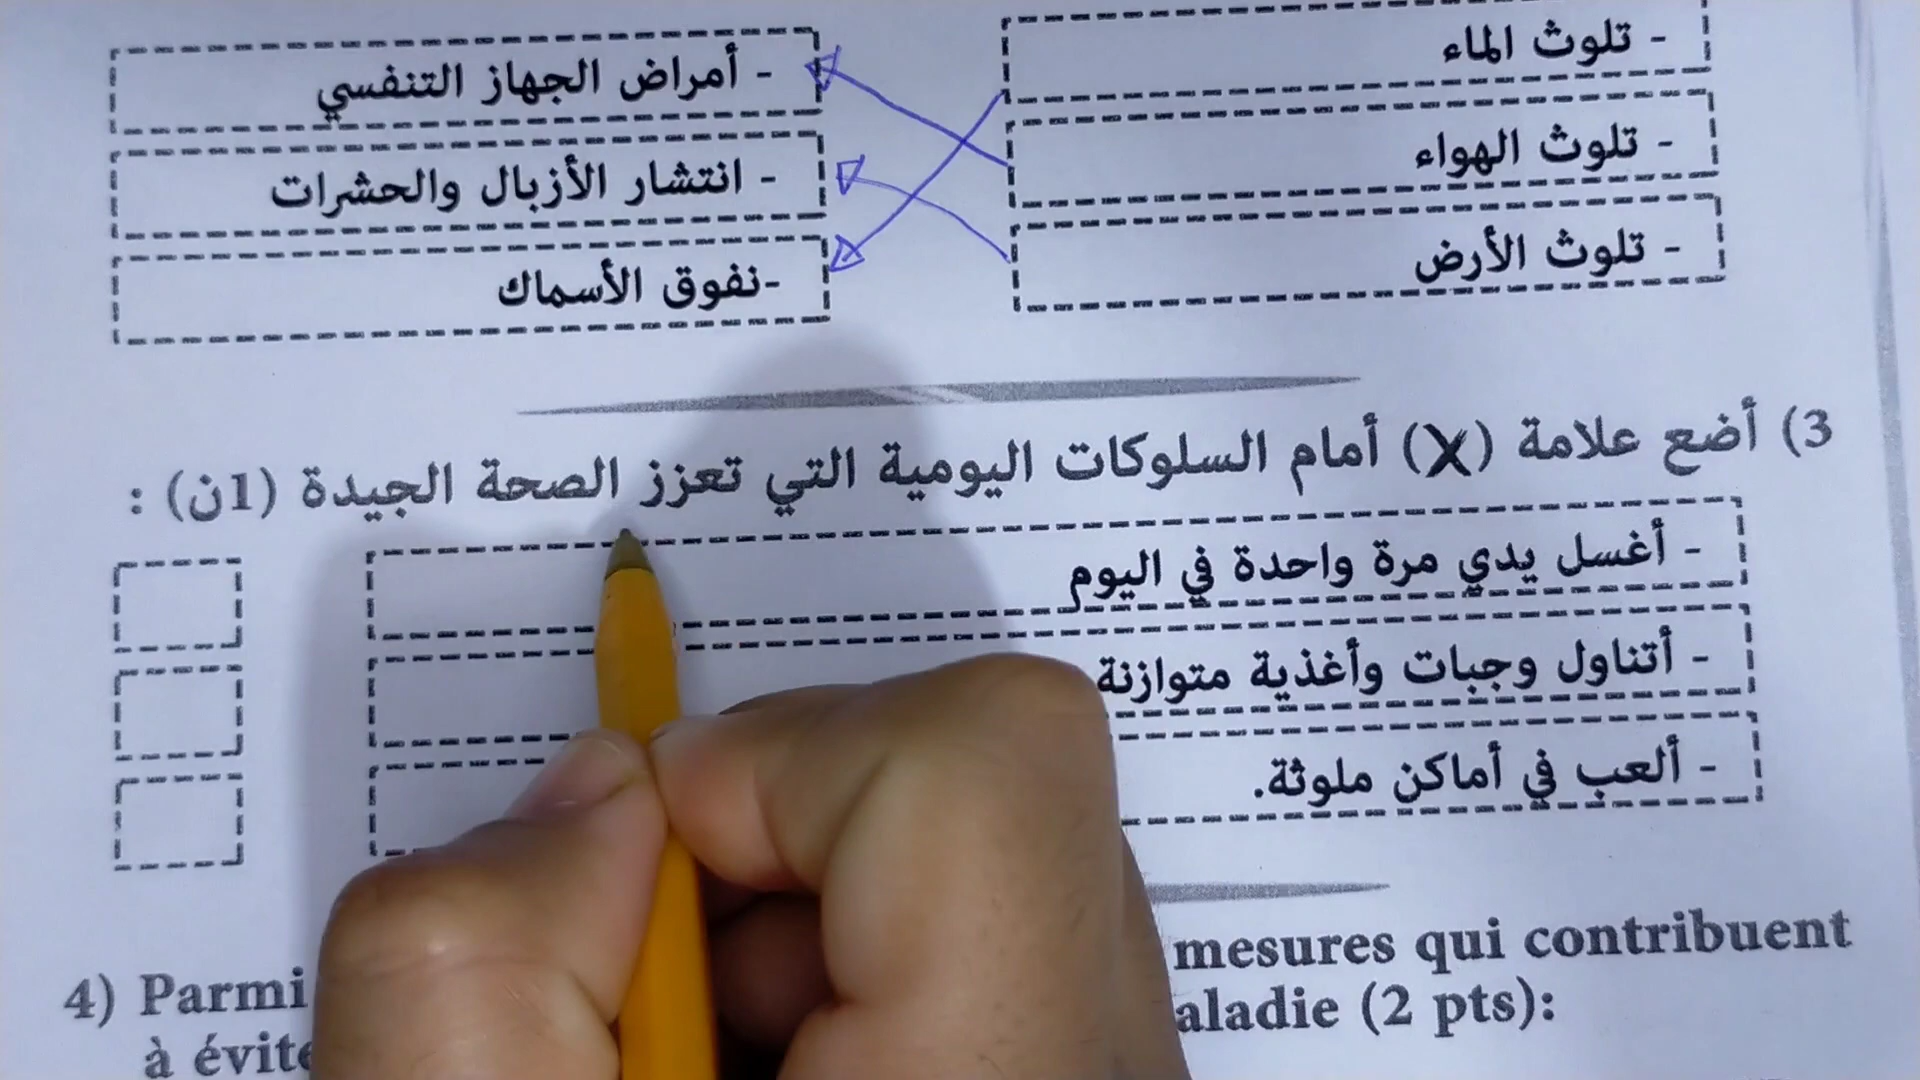 - تلوث الماء
- أمراض الجهاز التنفسي
- تلوث الهواء
- انتشار الأزبال والحشرات
- تلوث الأرض
-نفوق الأسماك
3) أضع علامة (X) أمام السلوكات اليومية التي تعزز الصحة الجيدة (1ن) :
- أغسل يدي مرة واحدة في اليوم
- أتناول وجبات وأغذية متوازنة
- ألعب في أماكن ملوثة.
4) Parmi mesures qui contribuent
à (2 pts):